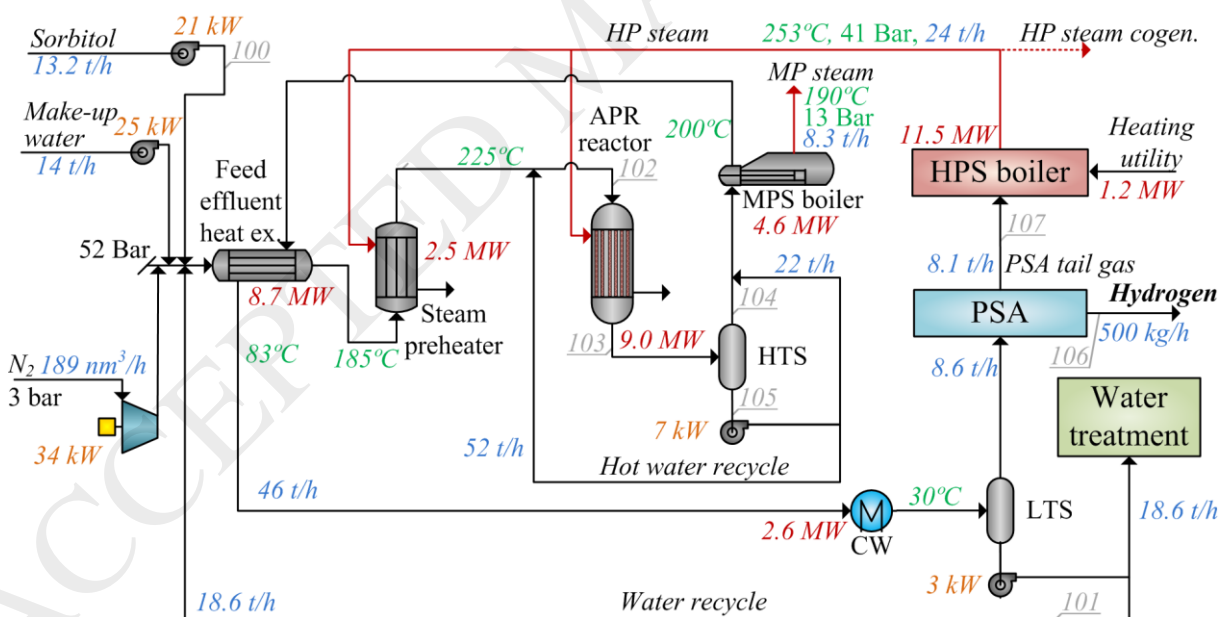 21 kW
Sorbitol
13.2 t/h
100
Make-up
water
25 kW
14 t/h
52 Bar
Feed
effluent
heat ex.
8.7 MW
83ºC
185ºC
N2 189 nm³/h
3 bar
34 kW
46 t/h
18.6 t/h
HP steam
225ºC
2.5 MW
Steam
preheater
APR
reactor
102
103
9.0 MW
52 t/h
7 kW
Hot water recycle
HTS
104
105
22 t/h
200ºC
MP steam
190ºC
13 Bar
8.3 t/h
MPS boiler
4.6 MW
253ºC, 41 Bar, 24 t/h
HP steam cogen.
11.5 MW
HPS boiler
Heating
utility
1.2 MW
107
8.1 t/h
PSA tail gas
PSA
Hydrogen
500 kg/h
106
8.6 t/h
Water
treatment
2.6 MW
CW
30ºC
LTS
3 kW
18.6 t/h
101
Water recycle
ACCEPTED MA